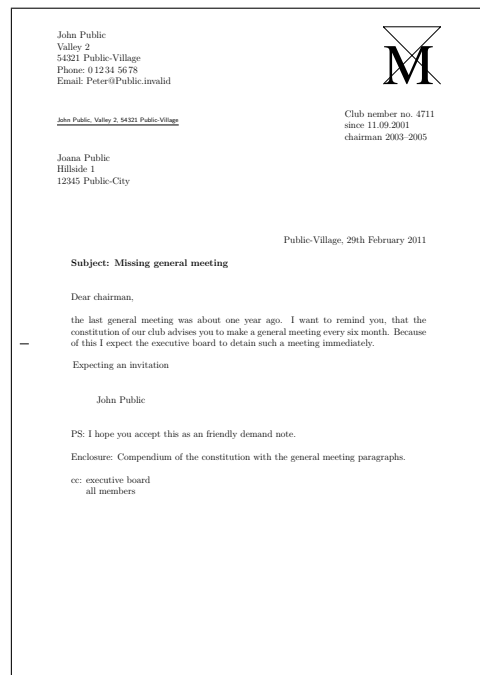 John Public
Valley 2
54321 Public-Village
Phone: 0 12 34 56 78
Email: Peter@Public.invalid
M
John Public, Valley 2, 54321 Public-Village
Club nember no. 4711
since 11.09.2001
chairman 2003–2005
Joana Public
Hillside 1
12345 Public-City
Public-Village, 29th February 2011
Subject: Missing general meeting
Dear chairman,
the last general meeting was about one year ago. I want to remind you, that the
constitution of our club advises you to make a general meeting every six month. Because
of this I expect the executive board to detain such a meeting immediately.
Expecting an invitation
John Public
PS: I hope you accept this as an friendly demand note.
Enclosure: Compendium of the constitution with the general meeting paragraphs.
cc: executive board
all members